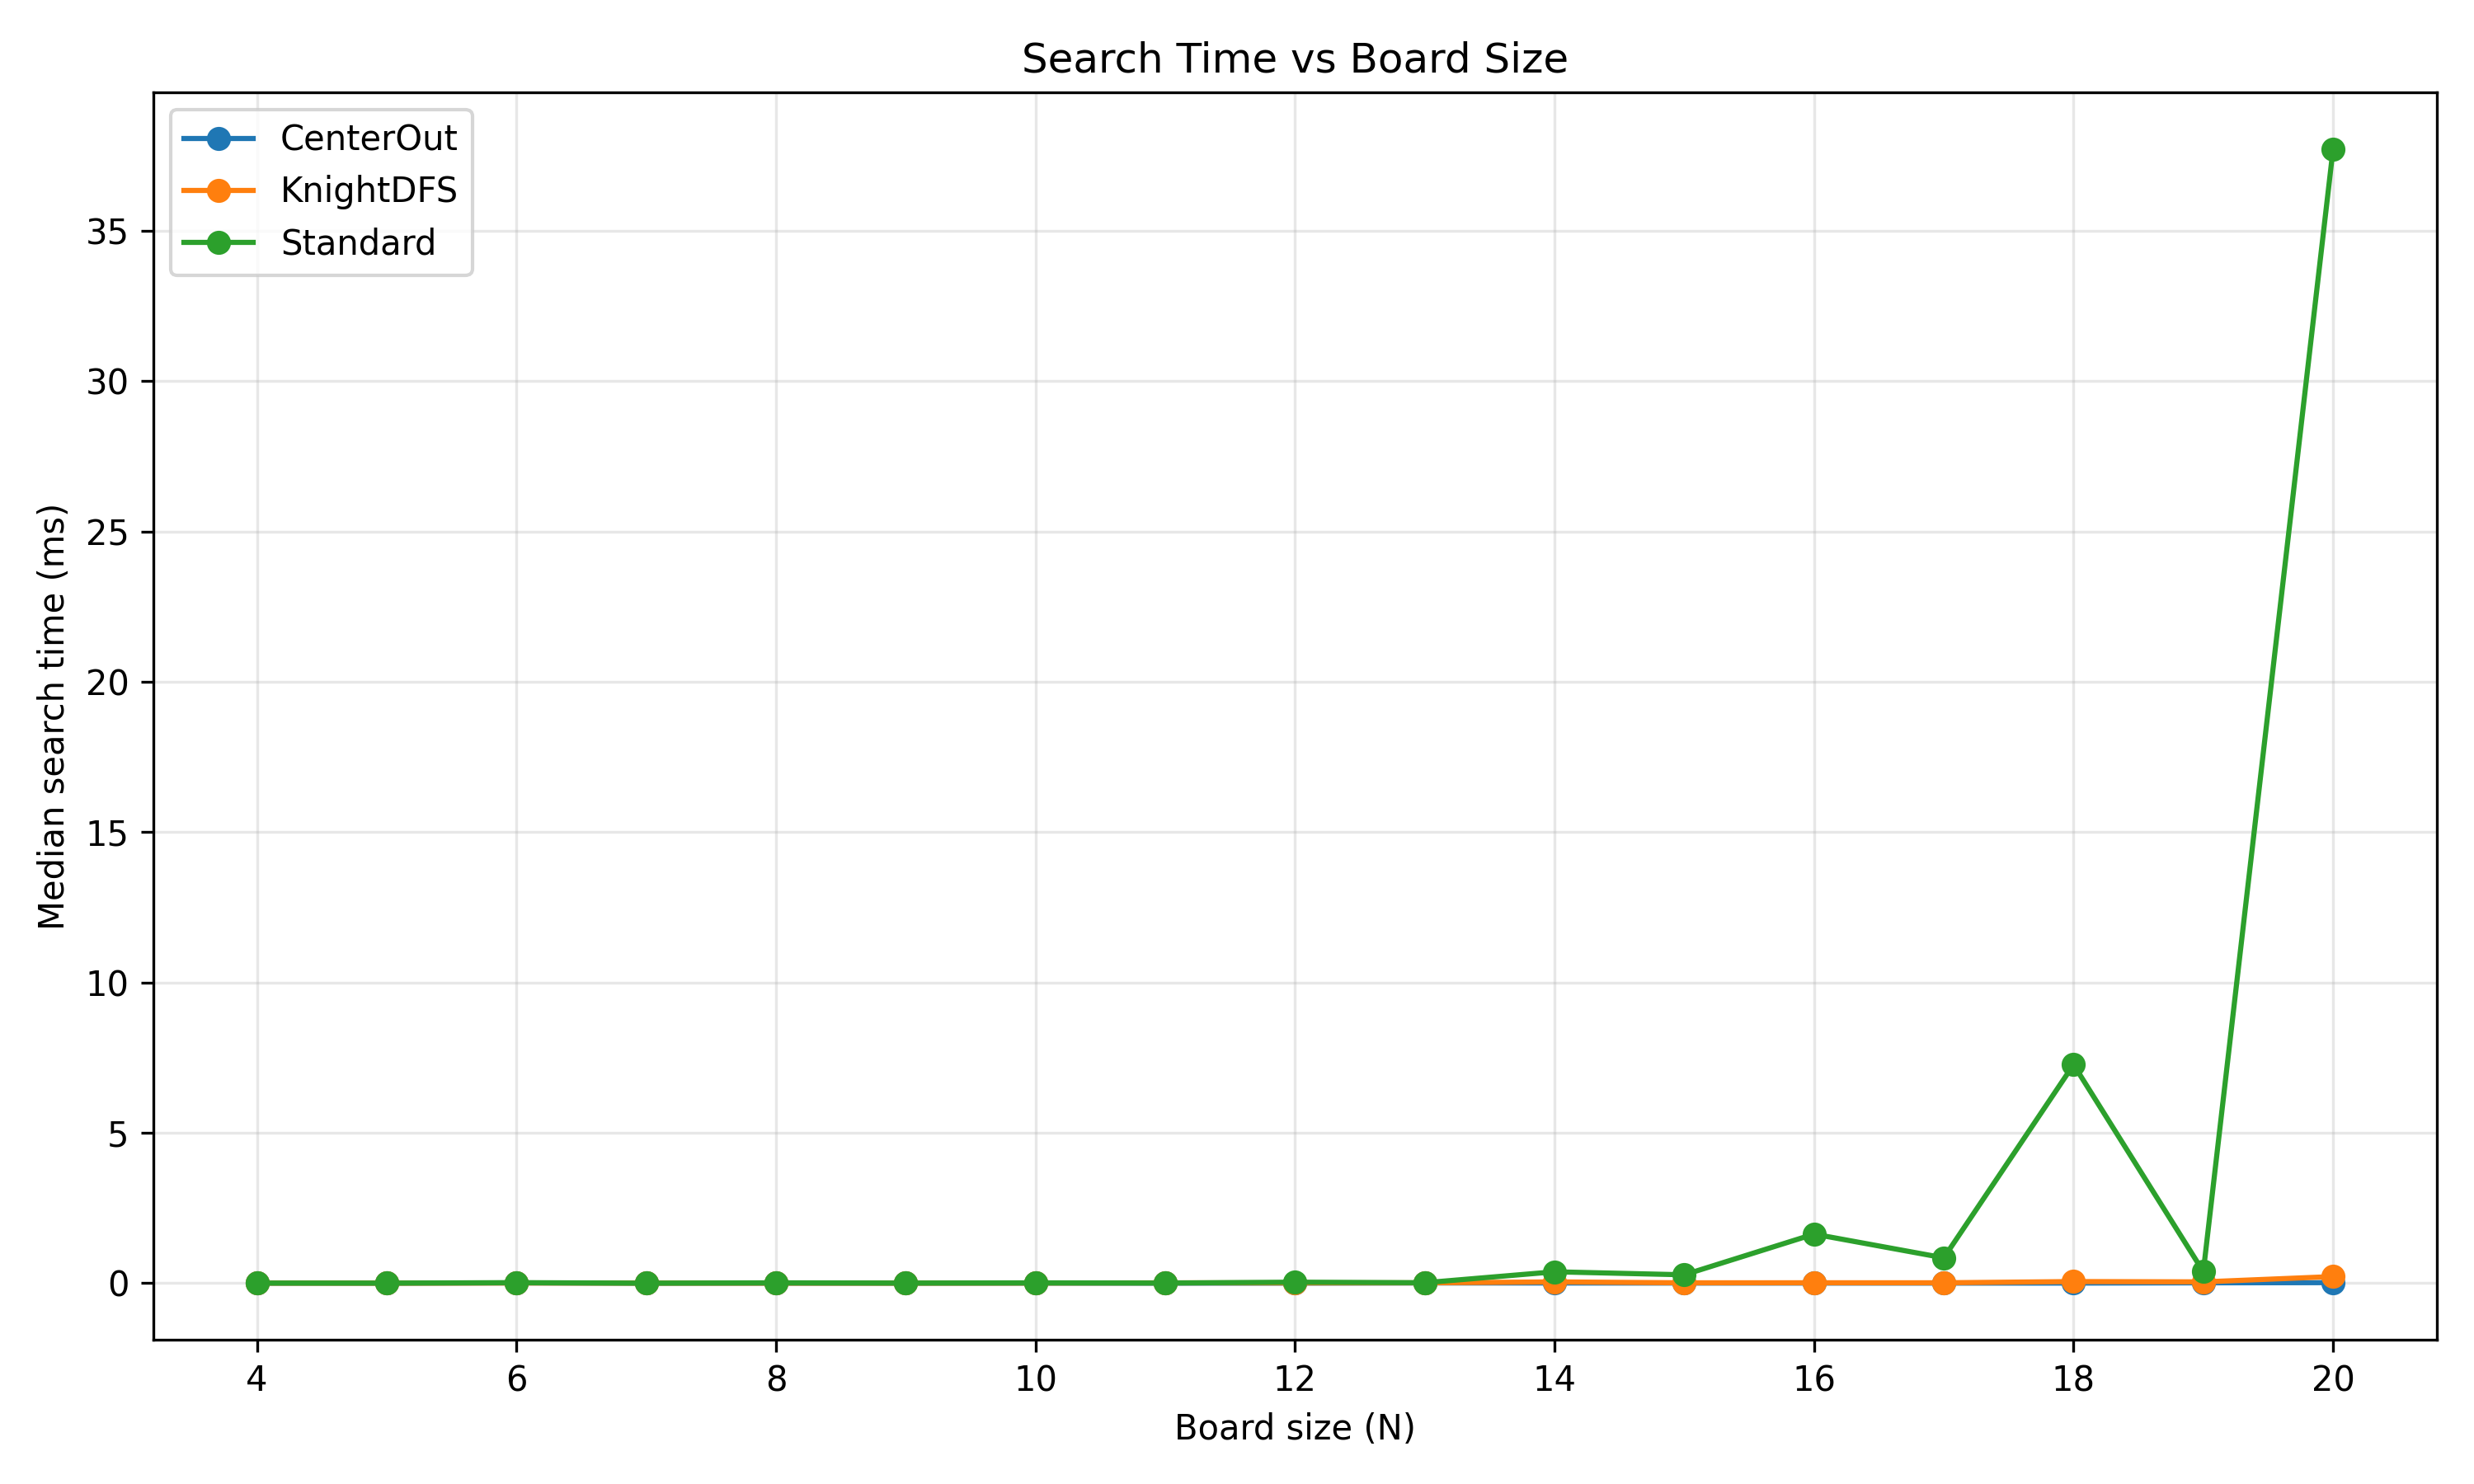 Search Time vs Board Size
CenterOut
KnightDFS
Standard
Median search time (ms)
35
30
25
20
15
10
5
0
4 6 8 10 12 14 16 18 20
Board size (N)